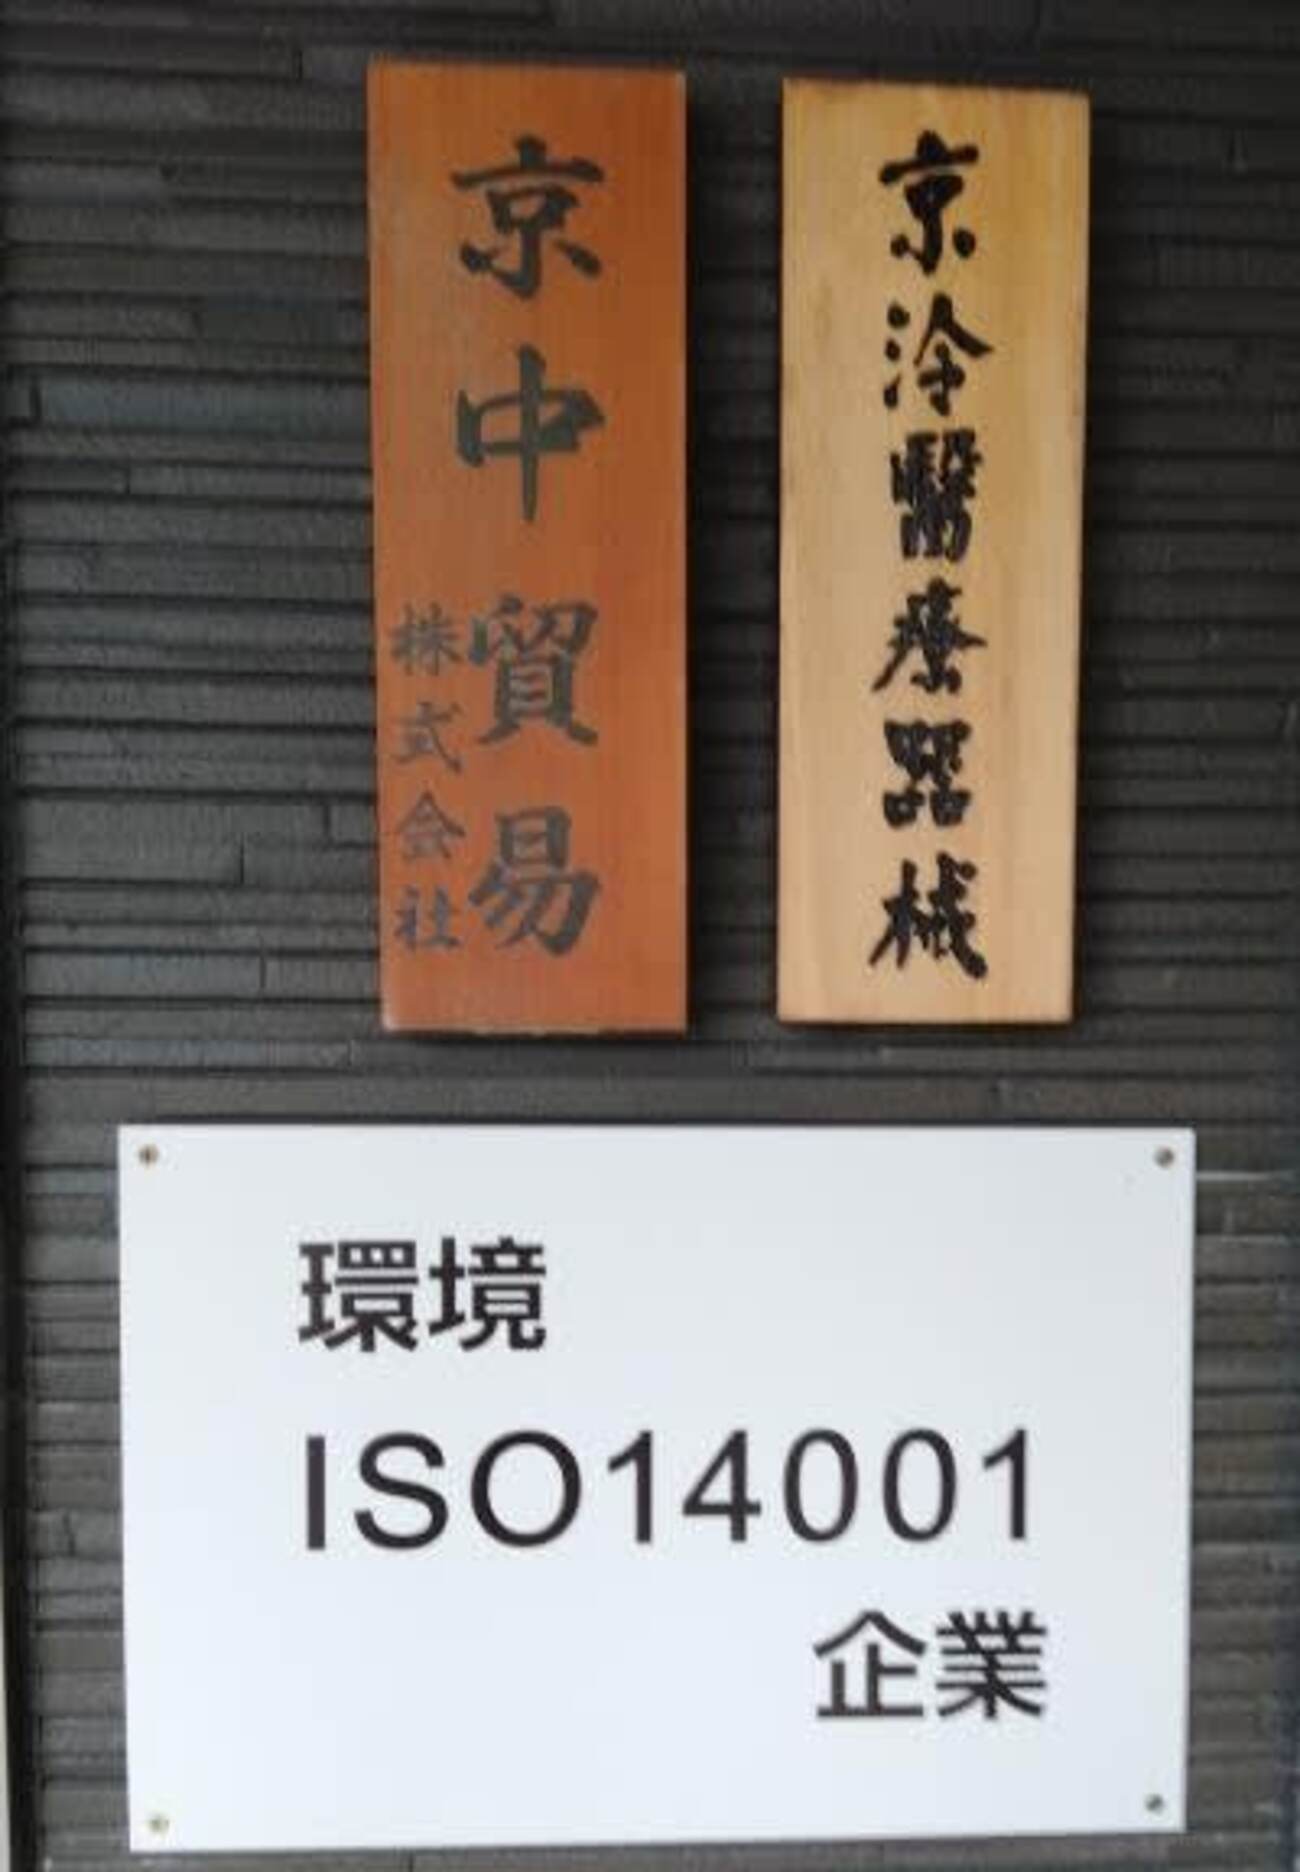 京冷醫療器械
京中貿易
株式会社
環境
ISO14001
企業